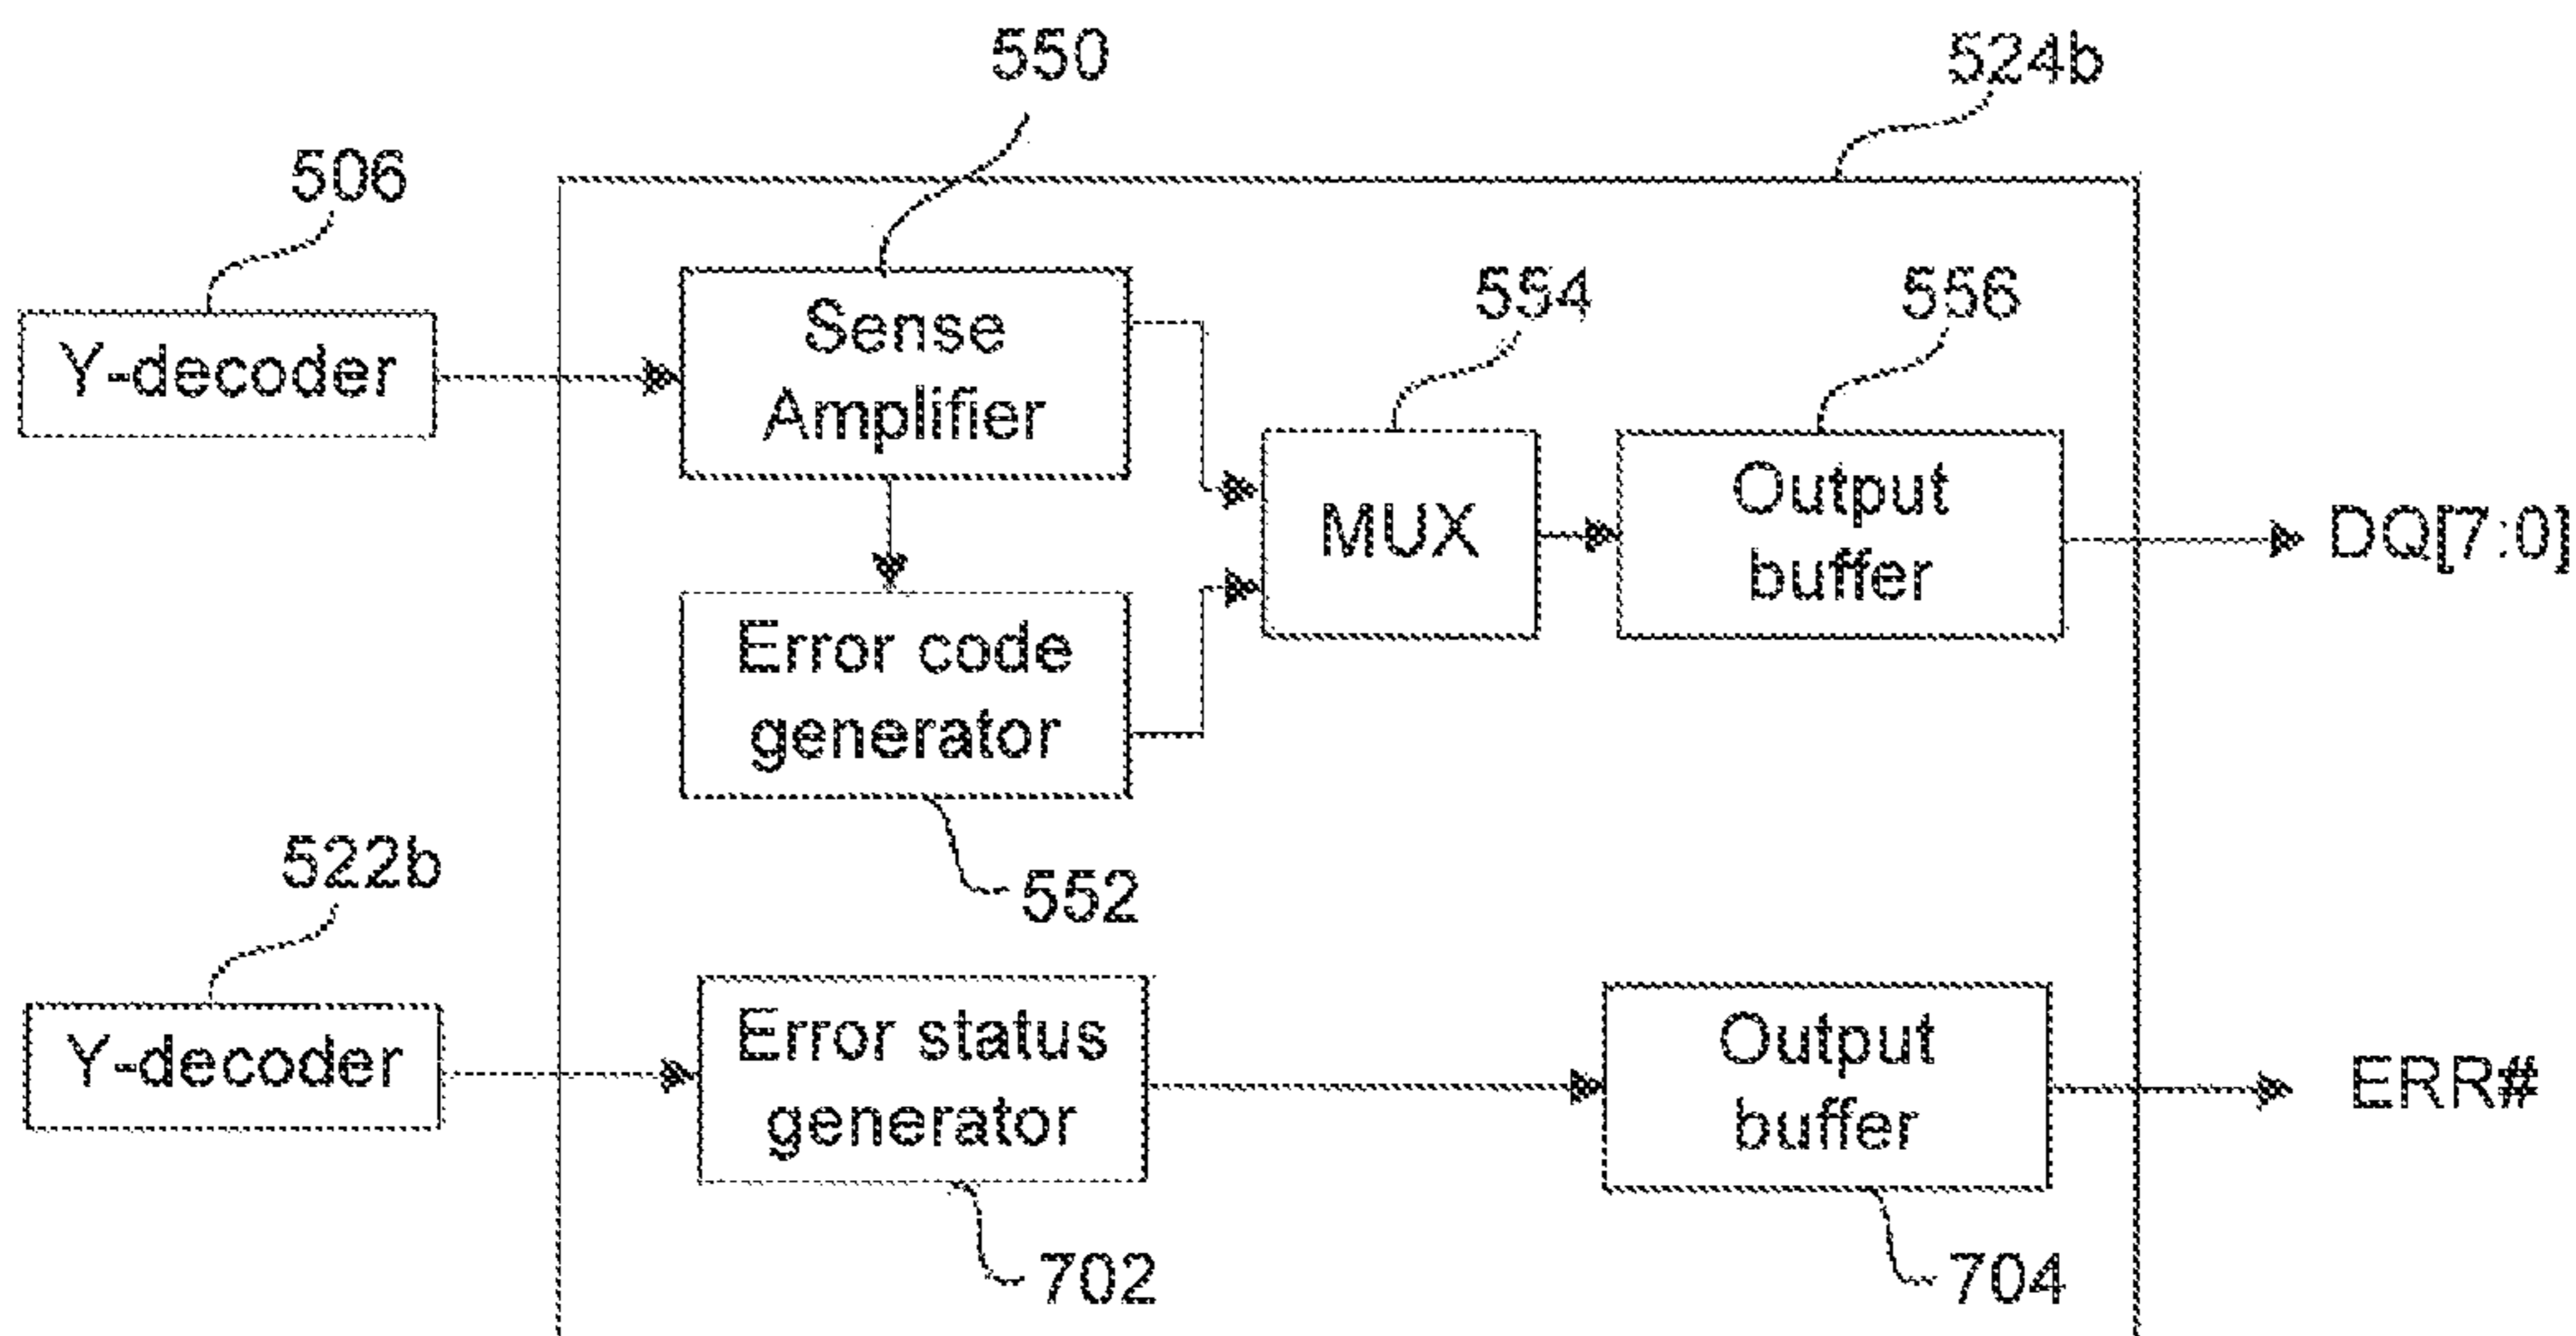 550
524b
506
Sense
Amplifier
554
556
Y-decoder
MUX
Output
buffer
DQ[7:0]
Error code
generator
552
522b
Y-decoder
Error status
generator
Output
buffer
ERR#
702
704